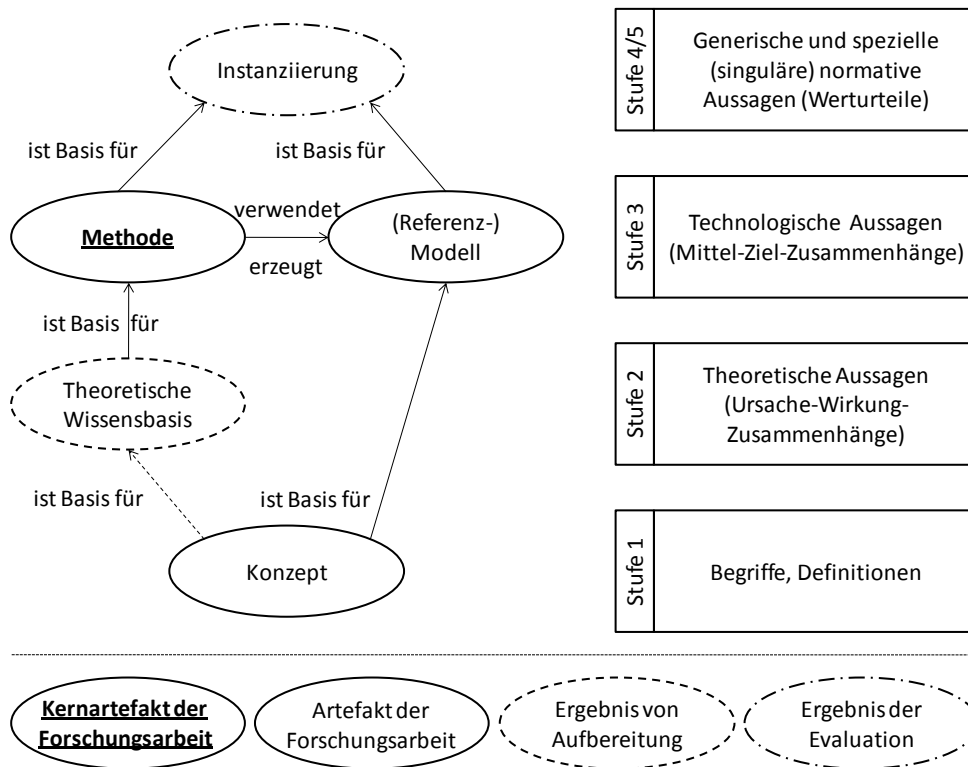 Instanziierung
ist Basis für
ist Basis für
Methode
verwendet
erzeugt
(Referenz-)
Modell
ist Basis für
Theoretische
Wissensbasis
ist Basis für
ist Basis für
Konzept
Stufe 4/5
Generische und spezielle
(singuläre) normative
Aussagen (Werturteile)
Stufe 3
Technologische Aussagen
(Mittel-Ziel-Zusammenhänge)
Stufe 2
Theoretische Aussagen
(Ursache-Wirkung-
Zusammenhänge)
Stufe 1
Begriffe, Definitionen
Kernartefakt der
Forschungsarbeit
Artefakt der
Forschungsarbeit
Ergebnis von
Aufbereitung
Ergebnis der
Evaluation